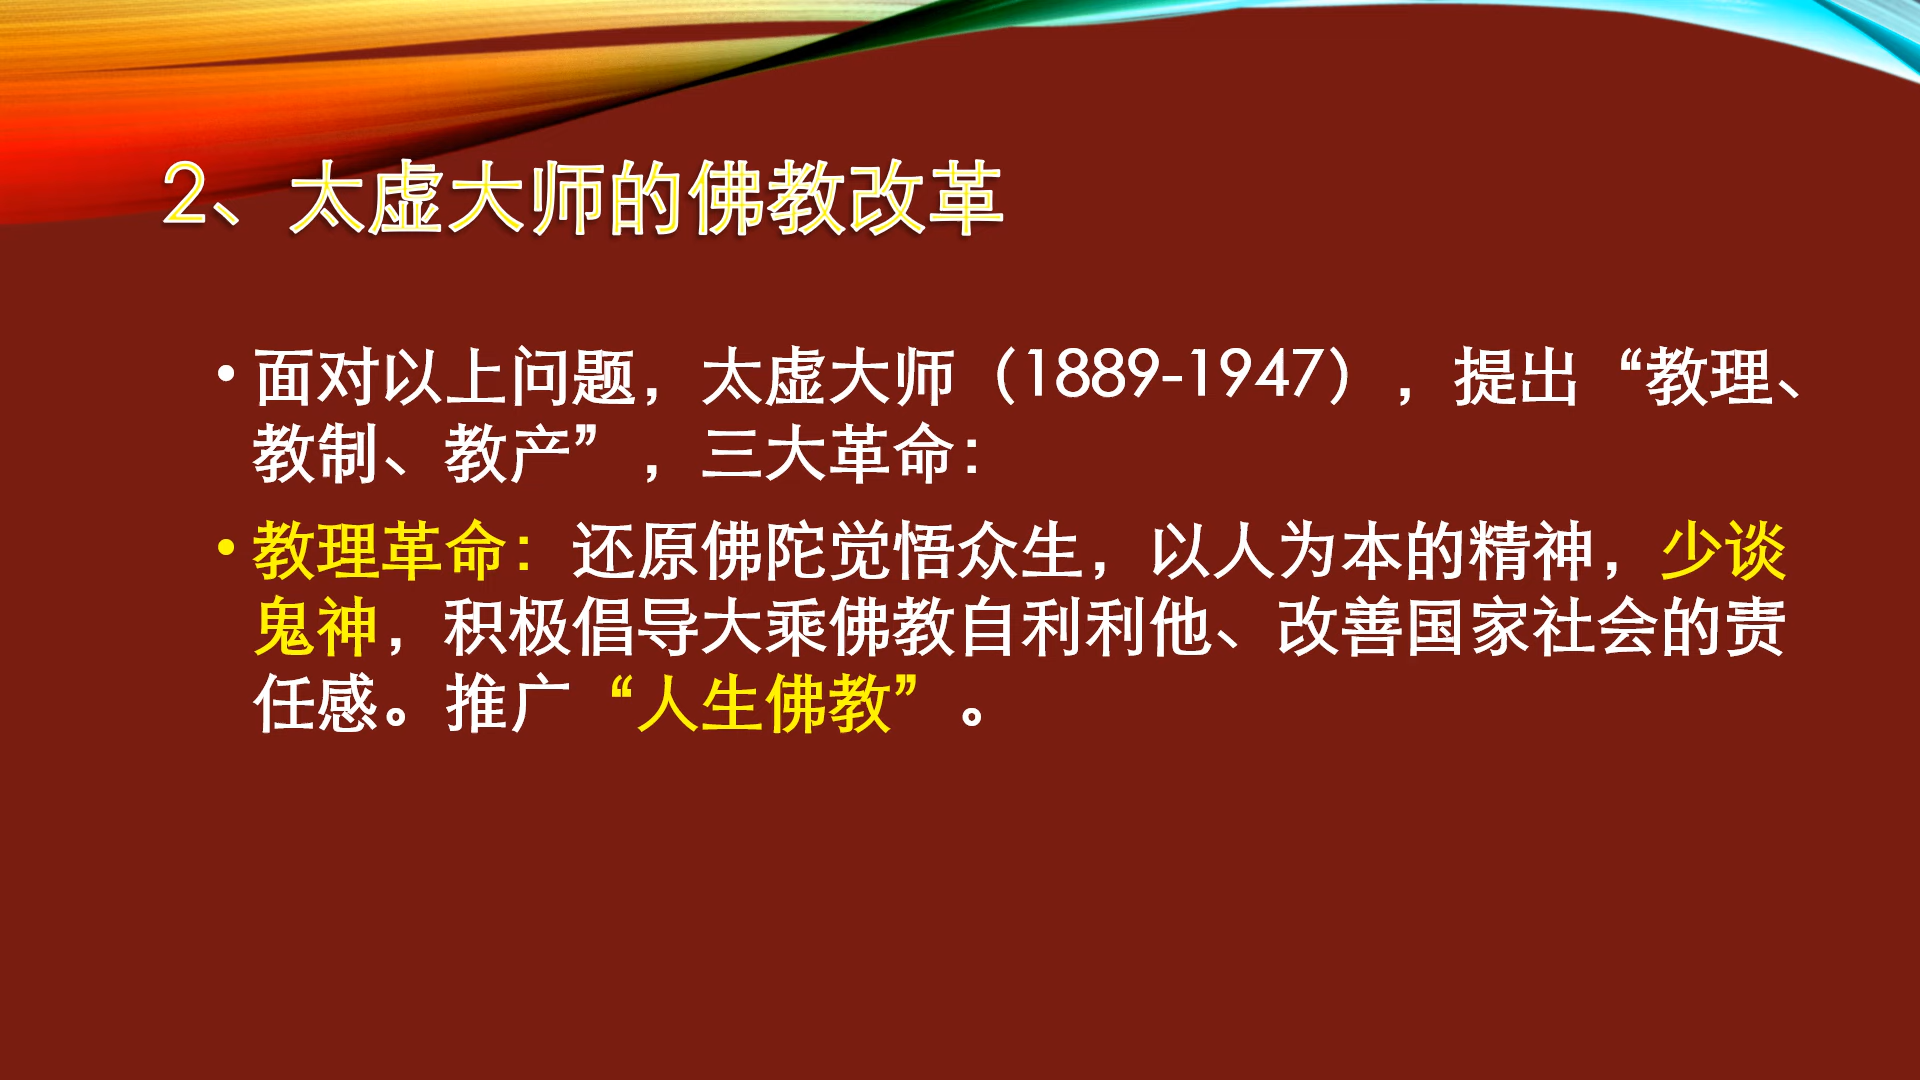 2、太虚大师的佛教改革
•面对以上问题，太虚大师（1889-1947），提出“教理、
教制、教产”，三大革命：
•教理革命：还原佛陀觉悟众生，以人为本的精神，少谈
鬼神，积极倡导大乘佛教自利利他、改善国家社会的责
任感。推广“人生佛教”。